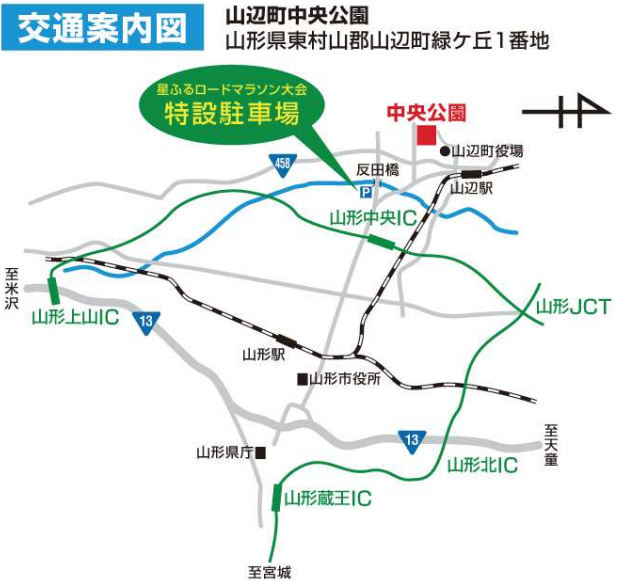 交通案内図
山辺町中央公園
山形県東村山郡山辺町緑ケ丘1番地
星ふるロードマラソン大会
特設駐車場
中央公園
山辺町役場
458
反田橋
P
山辺駅
山形中央IC
至米沢
山形上山IC
13
山形JCT
山形駅
山形市役所
13
至天童
山形県庁
山形北IC
山形蔵王IC
至宮城